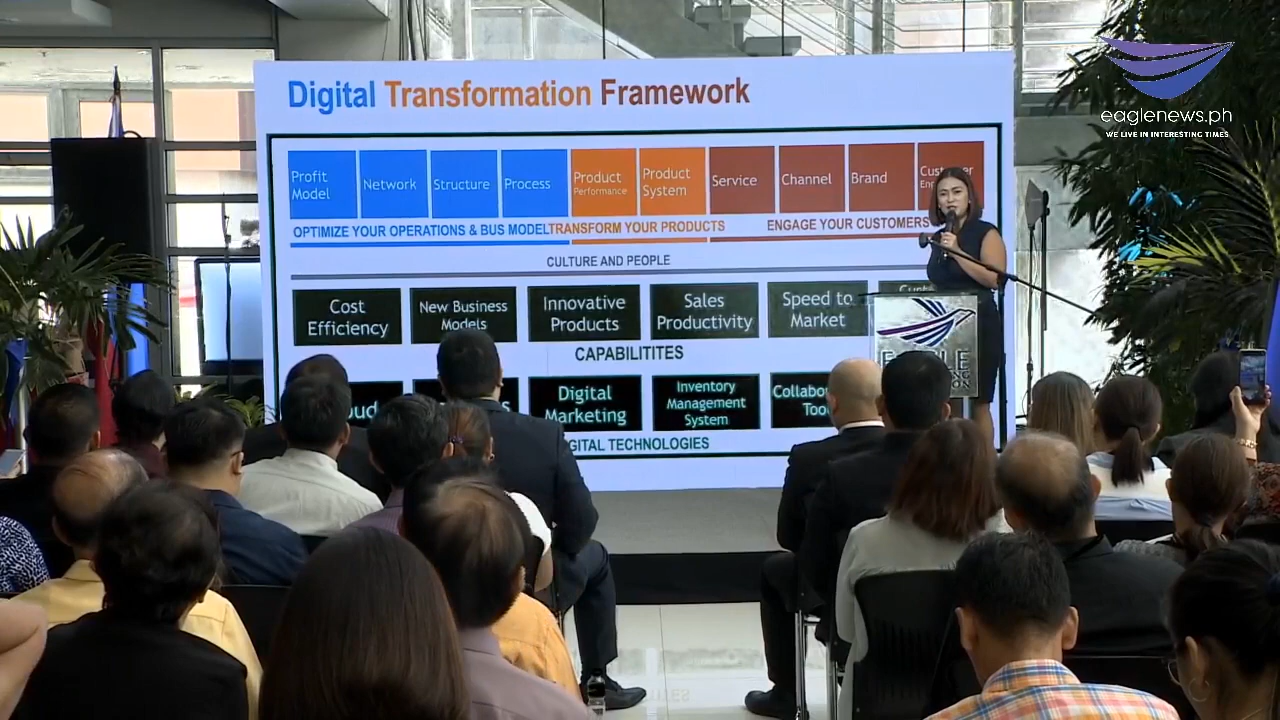 eaglenews.ph
WE LIVE IN INTERESTING TIMES
Digital Transformation Framework
Profit Model
Network
Structure
Process
Product Performance
Product System
Service
Channel
Brand
OPTIMIZE YOUR OPERATIONS & BUS MODEL
TRANSFORM YOUR PRODUCTS
ENGAGE YOUR CUSTOMERS
CULTURE AND PEOPLE
Cost Efficiency
New Business Models
Innovative Products
Sales Productivity
Speed to Market
CAPABILITITES
Digital Marketing
Inventory Management System
TECHNOLOGIES